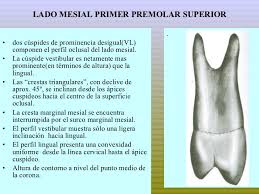 LADO MESIAL PRIMER PREMOLAR SUPERIOR
• dos cúspides de prominencia desigual(VL)
componen el perfil oclusal del lado mesial.
• La cúspide vestibular es netamente mas
prominente(en términos de altura) que la
lingual.
• Las "crestas triangulares", con declive de
aprox. 45º, se inclinan desde los ápices
cuspídeos hacia el centro de la superficie
oclusal.
• La cresta marginal mesial se encuentra
interrumpida por el surco marginal mesial.
• El perfil vestibular muestra sólo una ligera
inclinación hacia lingual.
• El perfil lingual presenta una convexidad
uniforme desde la línea cervical hasta el ápice
cuspídeo.
• Altura de contorno a nivel del punto medio de
la corona.